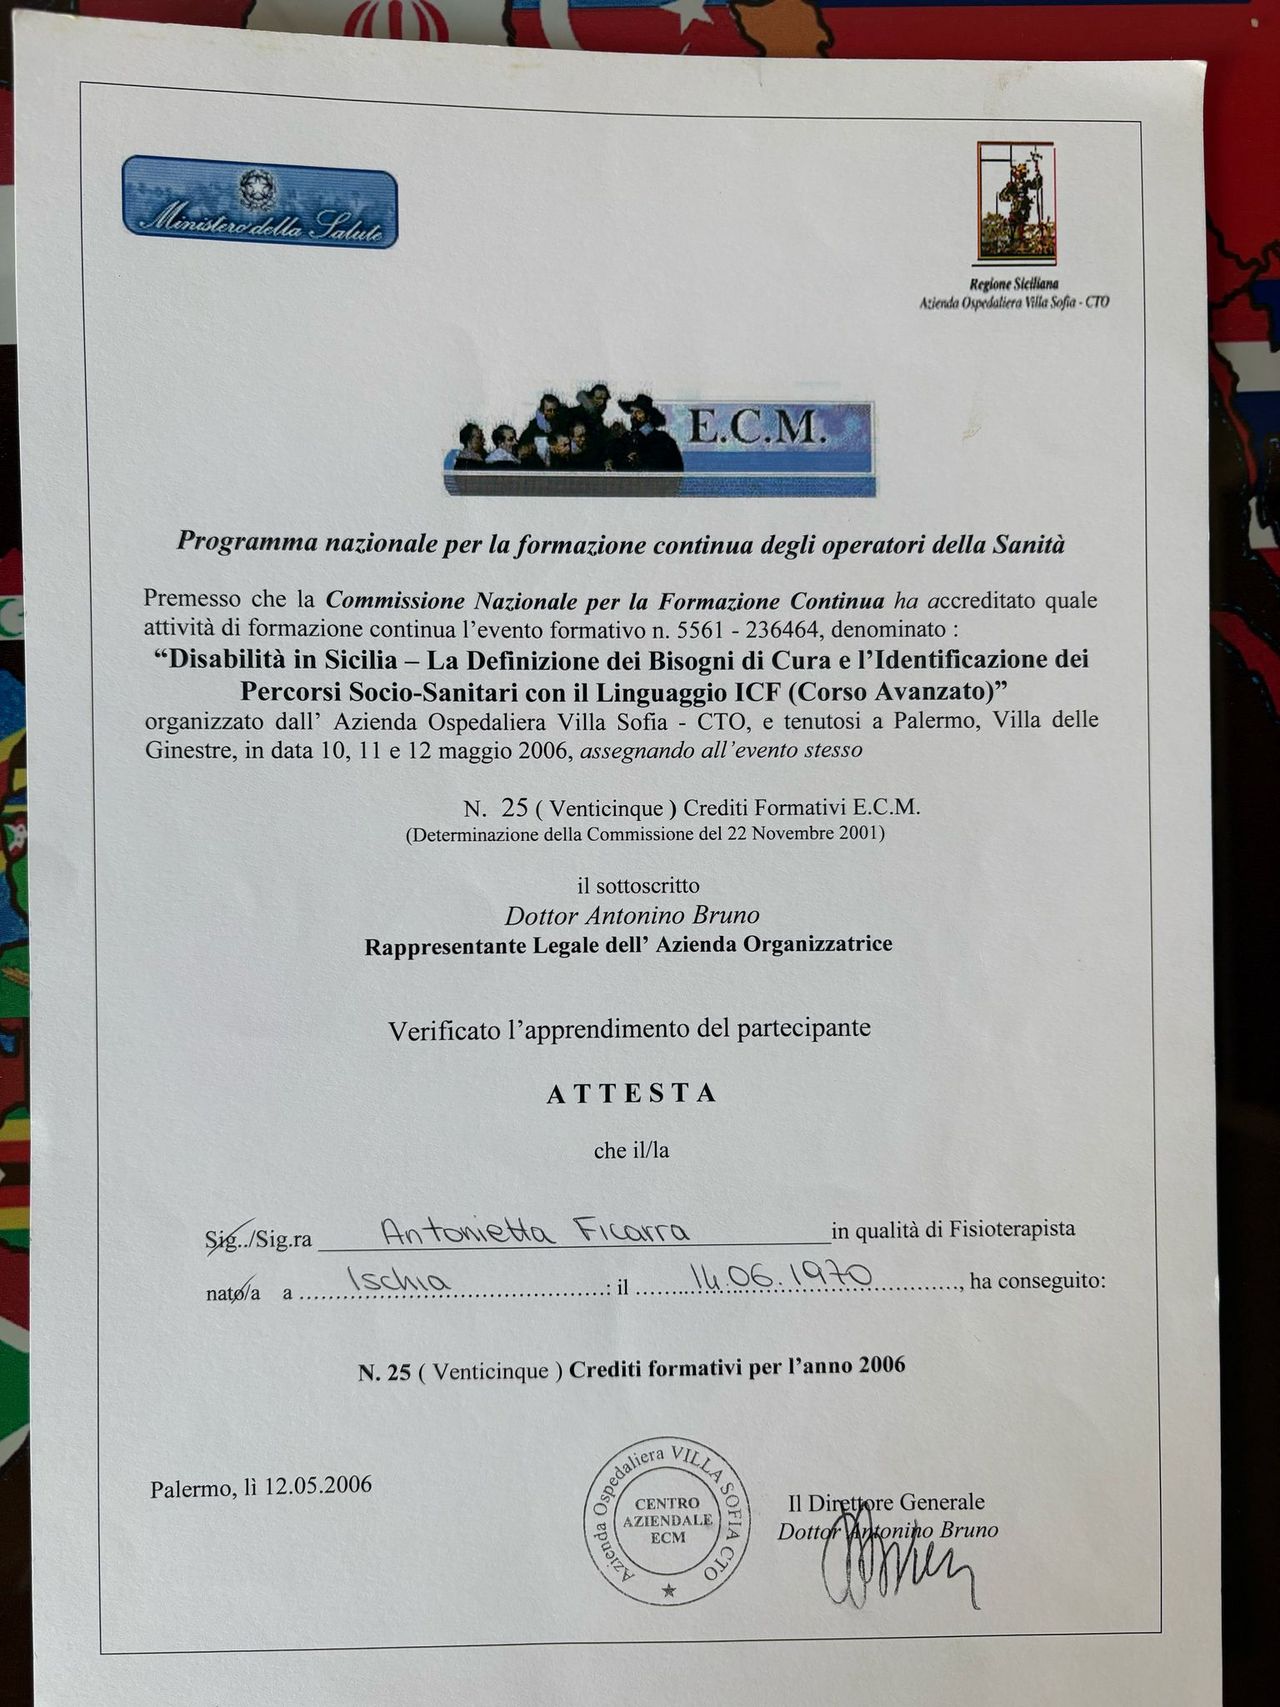 Ministero della Salute
Regione Siciliana
Azienda Ospedaliera Villa Sofia - CTO
E.C.M.
Programma nazionale per la formazione continua degli operatori della Sanità
Premesso che la Commissione Nazionale per la Formazione Continua ha accreditato quale
attività di formazione continua l’evento formativo n. 5561 - 236464, denominato :
“Disabilità in Sicilia – La Definizione dei Bisogni di Cura e l’Identificazione dei
Percorsi Socio-Sanitari con il Linguaggio ICF (Corso Avanzato)”
organizzato dall’ Azienda Ospedaliera Villa Sofia - CTO, e tenutosi a Palermo, Villa delle
Ginestre, in data 10, 11 e 12 maggio 2006, assegnando all’evento stesso
N. 25 ( Venticinque ) Crediti Formativi E.C.M.
(Determinazione della Commissione del 22 Novembre 2001)
il sottoscritto
Dottor Antonino Bruno
Rappresentante Legale dell’ Azienda Organizzatrice
Verificato l’apprendimento del partecipante
ATTESTA
che il/la
Sig../Sig.ra Antonietta Ficarra in qualità di Fisioterapista
nato/a a Ischia : il 14.06.1970, ha conseguito:
N. 25 ( Venticinque ) Crediti formativi per l’anno 2006
Palermo, lì 12.05.2006
Azienda Ospedaliera VILLA SOFIA CTO
CENTRO
AZIENDALE
ECM
Il Direttore Generale
Dottor Antonino Bruno